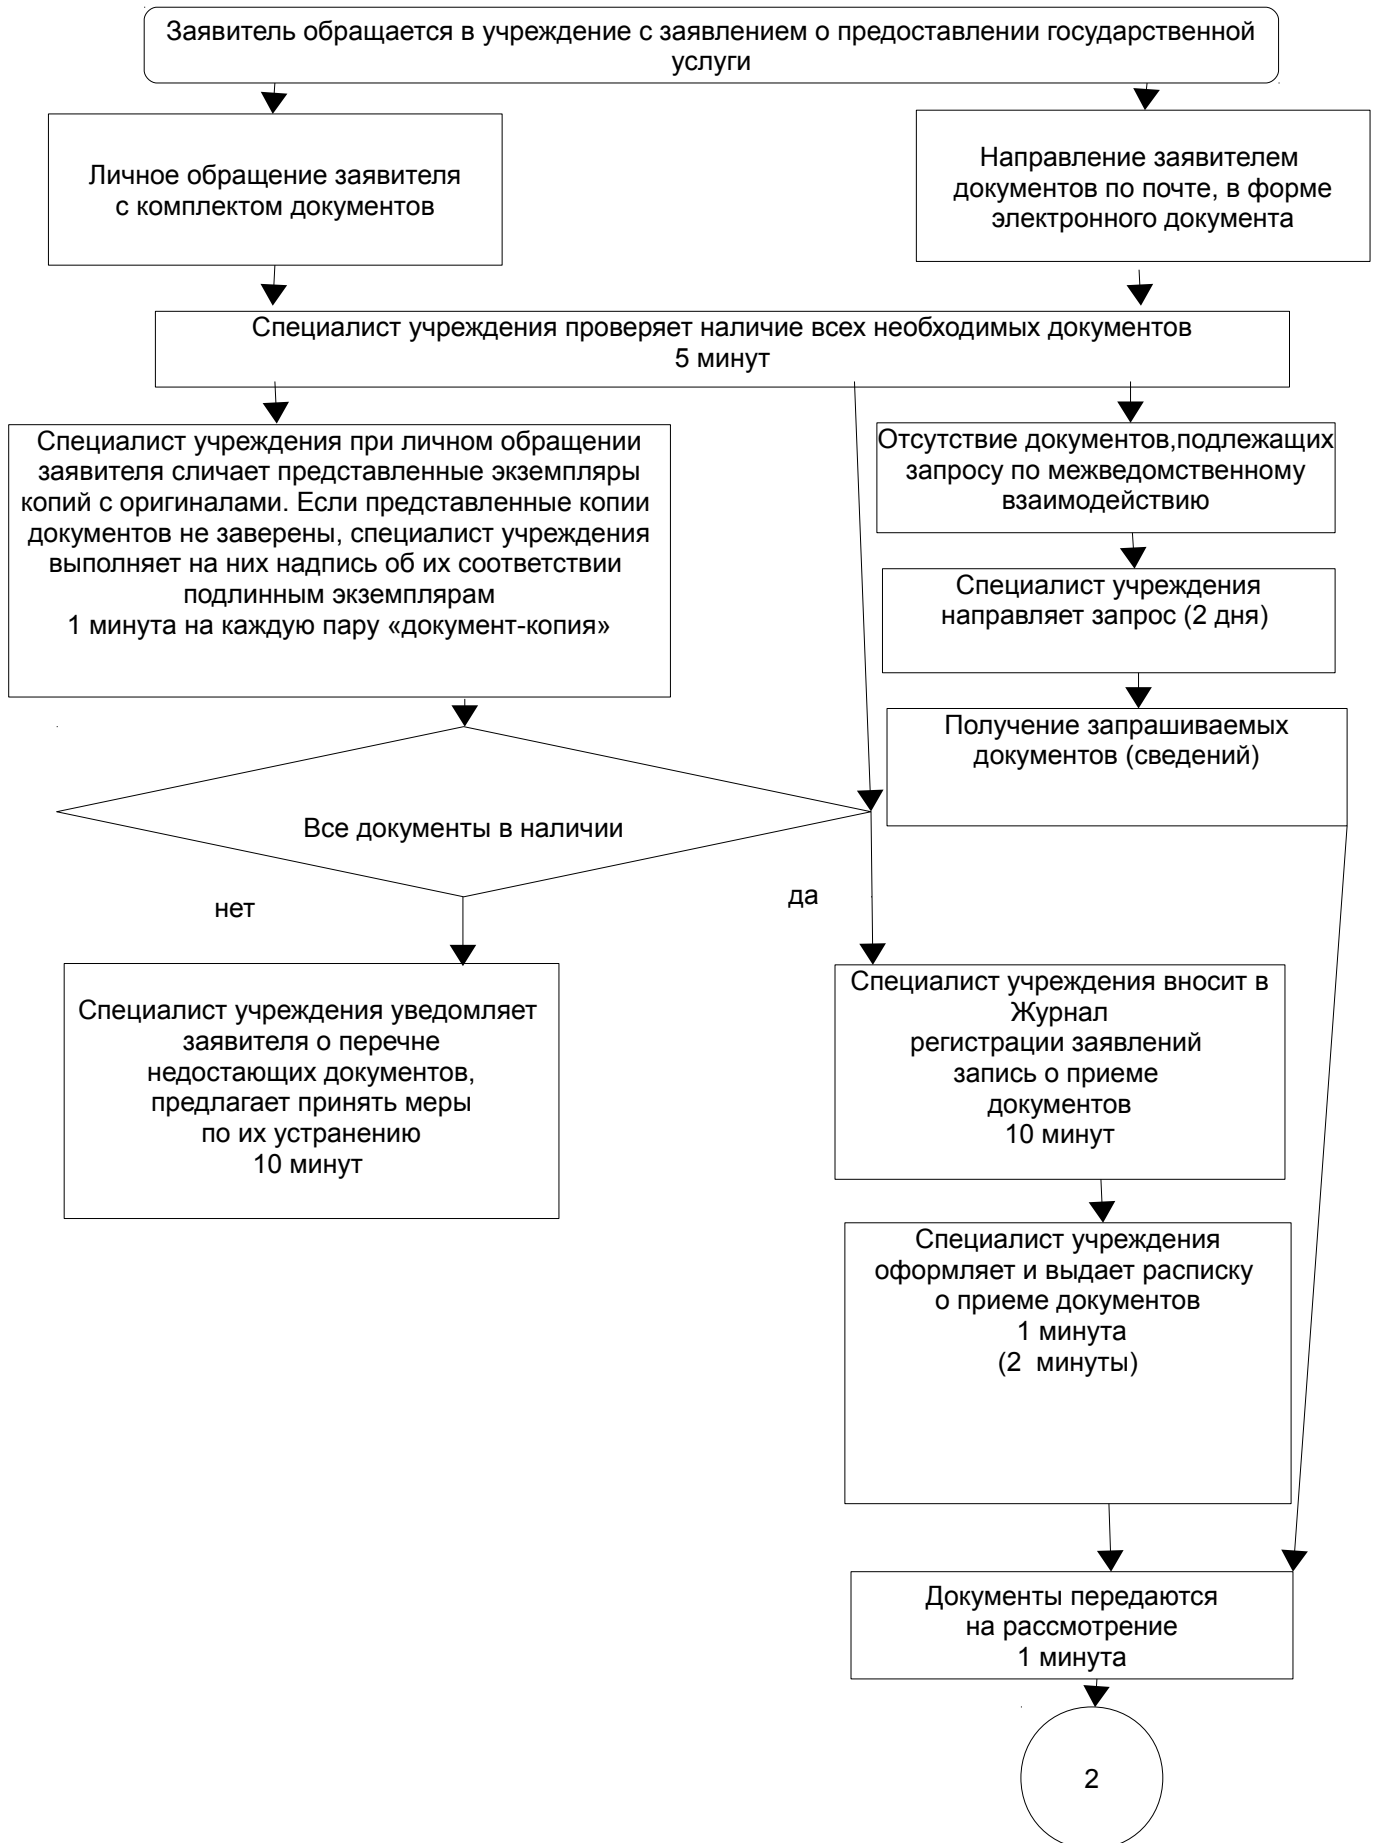 Заявитель обращается в учреждение с заявлением о предоставлении государственной
услуги
Личное обращение заявителя
с комплектом документов
Направление заявителем
документов по почте, в форме
электронного документа
Специалист учреждения проверяет наличие всех необходимых документов
5 минут
Специалист учреждения при личном обращении
заявителя сличает представленные экземпляры
копий с оригиналами. Если представленные копии
документов не заверены, специалист учреждения
выполняет на них надпись об их соответствии
подлинным экземплярам
1 минута на каждую пару «документ-копия»
Отсутствие документов,подлежащих
запросу по межведомственному
взаимодействию
Специалист учреждения
направляет запрос (2 дня)
Получение запрашиваемых
документов (сведений)
Все документы в наличии
нет
да
Специалист учреждения уведомляет
заявителя о перечне
недостающих документов,
предлагает принять меры
по их устранению
10 минут
Специалист учреждения вносит в
Журнал
регистрации заявлений
запись о приеме
документов
10 минут
Специалист учреждения
оформляет и выдает расписку
о приеме документов
1 минута
(2  минуты)
Документы передаются
на рассмотрение
1 минута
2